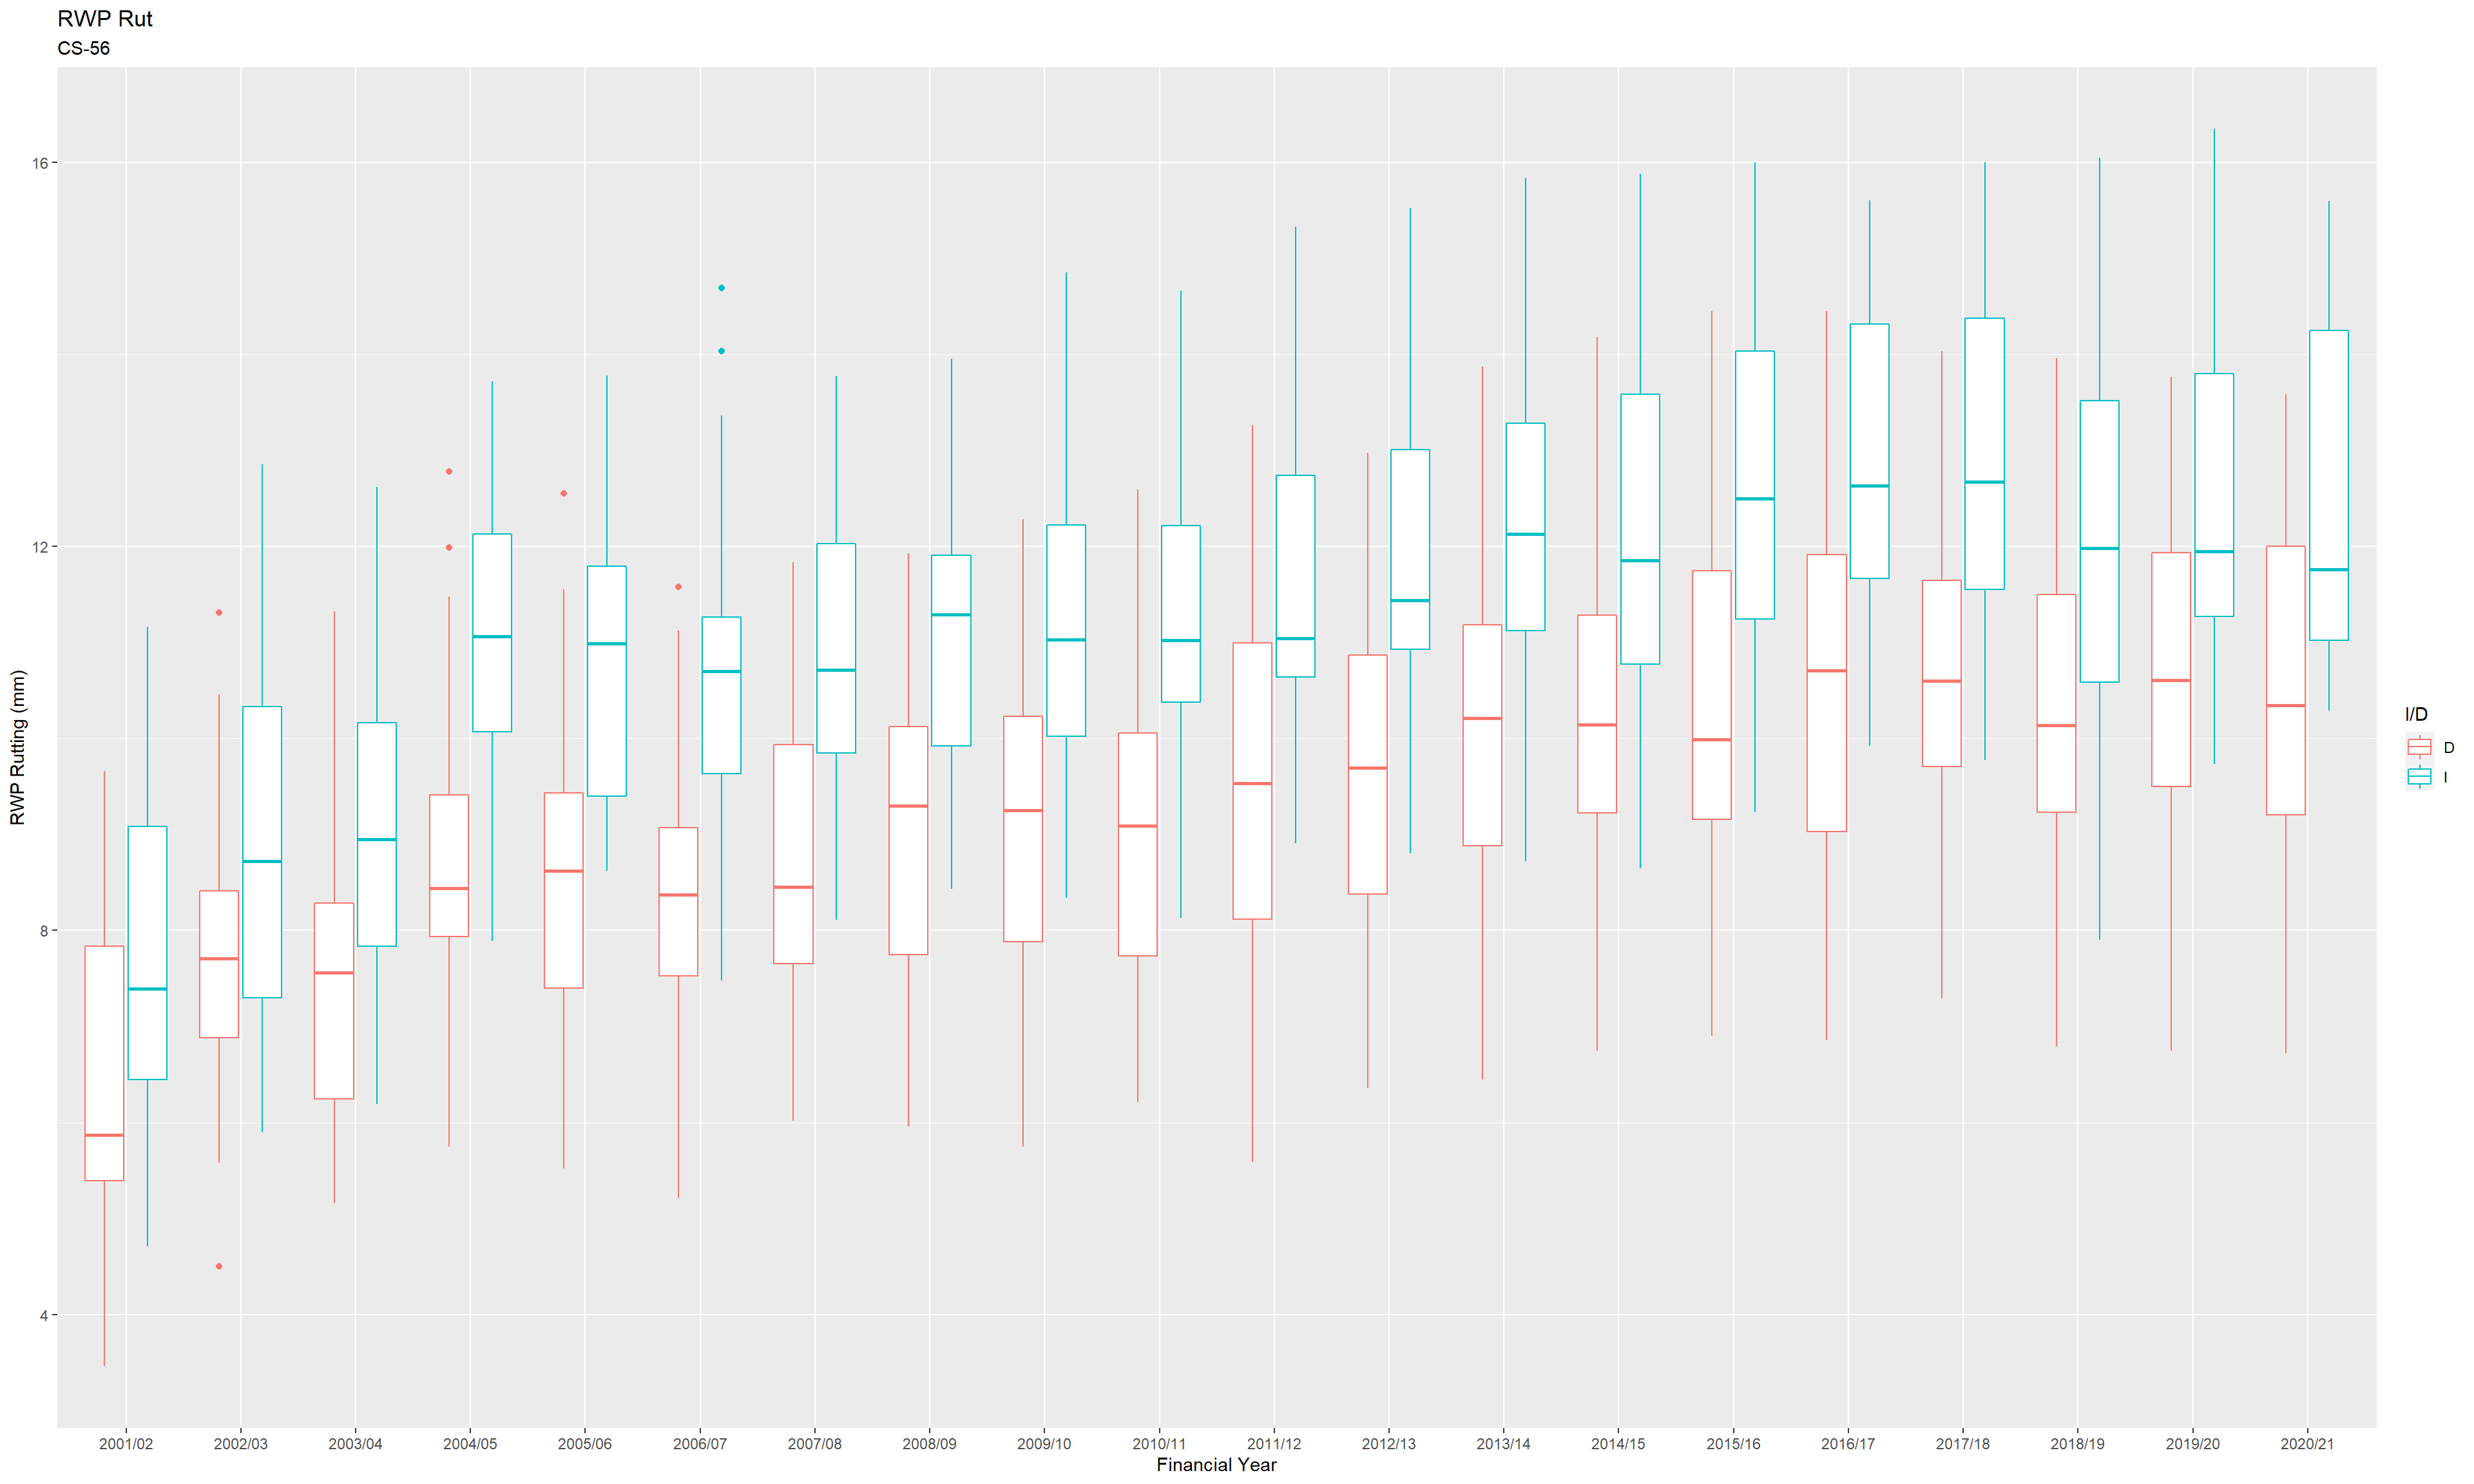 RWP Rut
CS-56
RWP Rutting (mm)
16
12
8
4
2001/02 2002/03 2003/04 2004/05 2005/06 2006/07 2007/08 2008/09 2009/10 2010/11 2011/12 2012/13 2013/14 2014/15 2015/16 2016/17 2017/18 2018/19 2019/20 2020/21
Financial Year
I/D
D
I